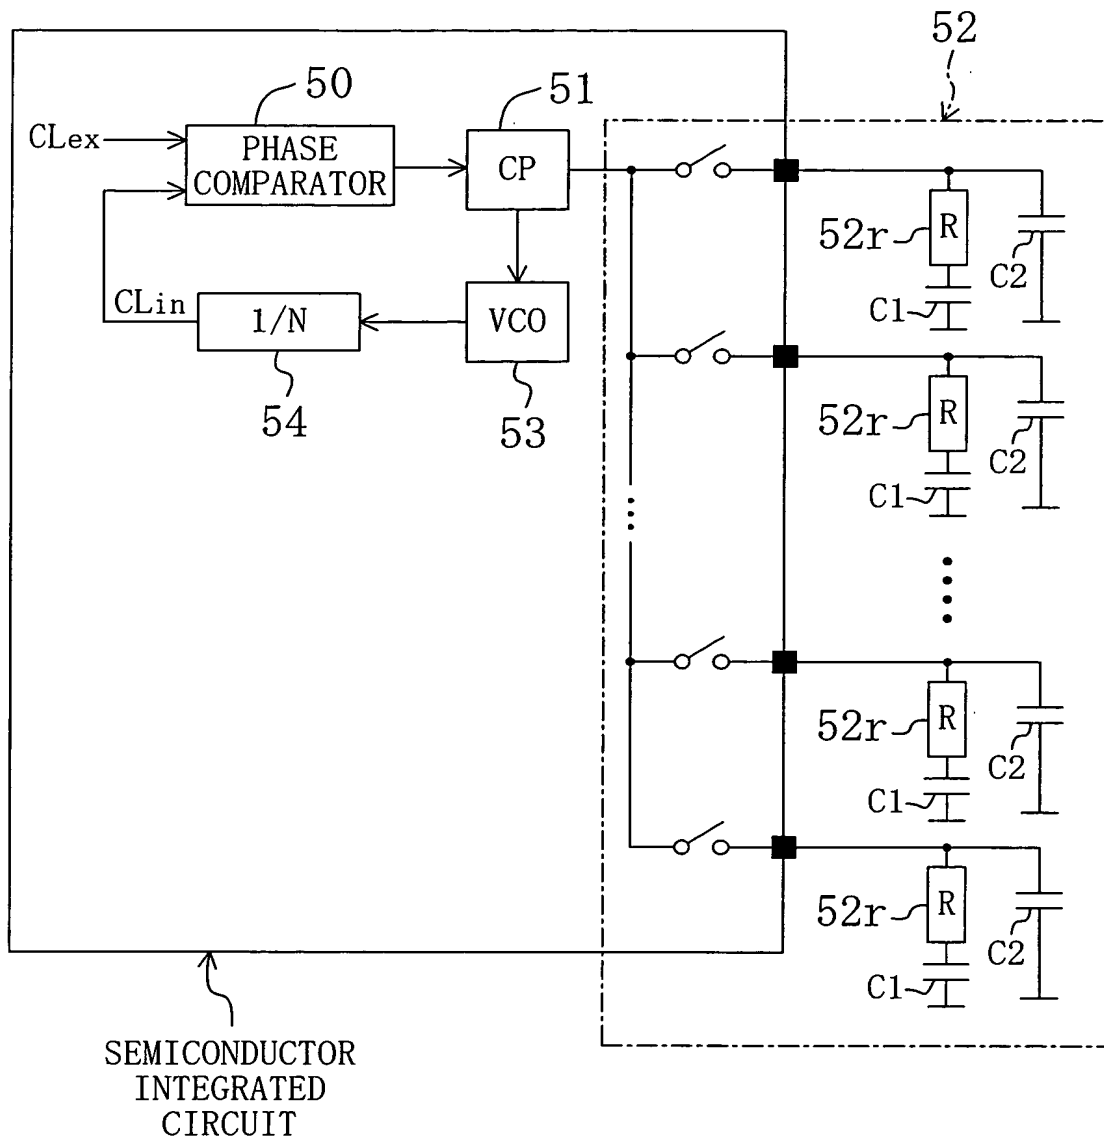 52
50
51
CLex
PHASE
COMPARATOR
CP
52r
R
C1
C2
CLin
1/N
VCO
54
53
52r
R
C1
C2
52r
R
C1
C2
52r
R
C1
C2
SEMICONDUCTOR
INTEGRATED
CIRCUIT